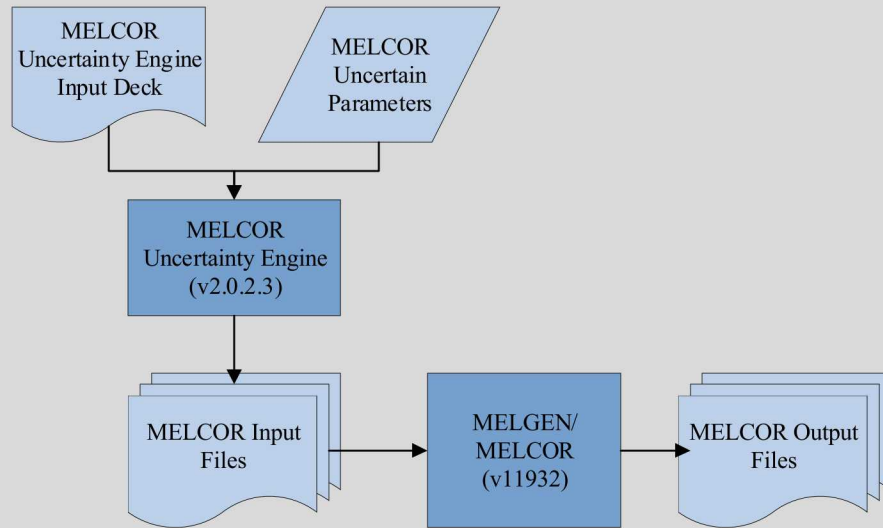 MELCOR
Uncertainty Engine
Input Deck
MELCOR
Uncertain
Parameters
MELCOR
Uncertainty Engine
(v2.0.2.3)
MELCOR Input
Files
MELGEN/
MELCOR
(v11932)
MELCOR Output
Files